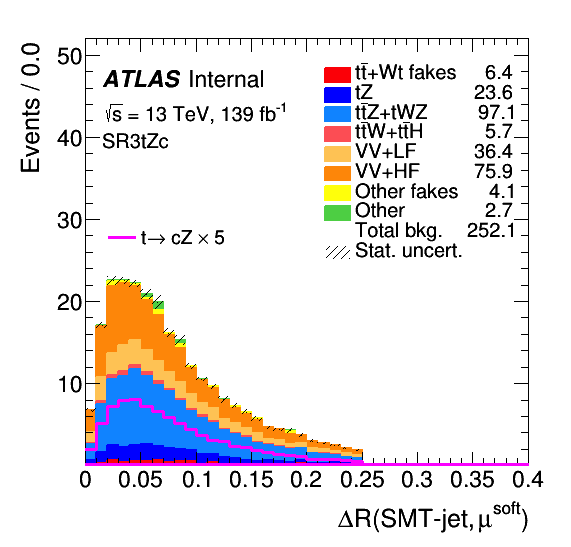 ATLAS Internal
√s = 13 TeV, 139 fb⁻¹
SR3tZc
t→ cZ × 5
tt̄+Wt fakes 6.4
tZ 23.6
tt̄Z+tWZ 97.1
tt̄W+tt̄H 5.7
VV+LF 36.4
VV+HF 75.9
Other fakes 4.1
Other 2.7
Total bkg. 252.1
Stat. uncert.
Events / 0.0
50
40
30
20
10
0 0.05 0.1 0.15 0.2 0.25 0.3 0.35 0.4
ΔR(SMT-jet, μ^soft)